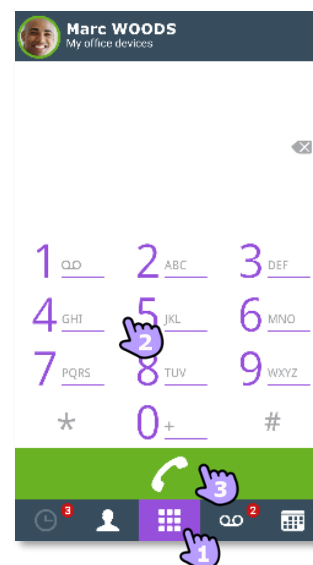 Marc WOODS
My office devices
1 2 ABC 3 DEF
4 GHI 5 JKL 6 MNO
2
7 PQRS 8 TUV 9 WXYZ
* 0 + #
3
3 2
1